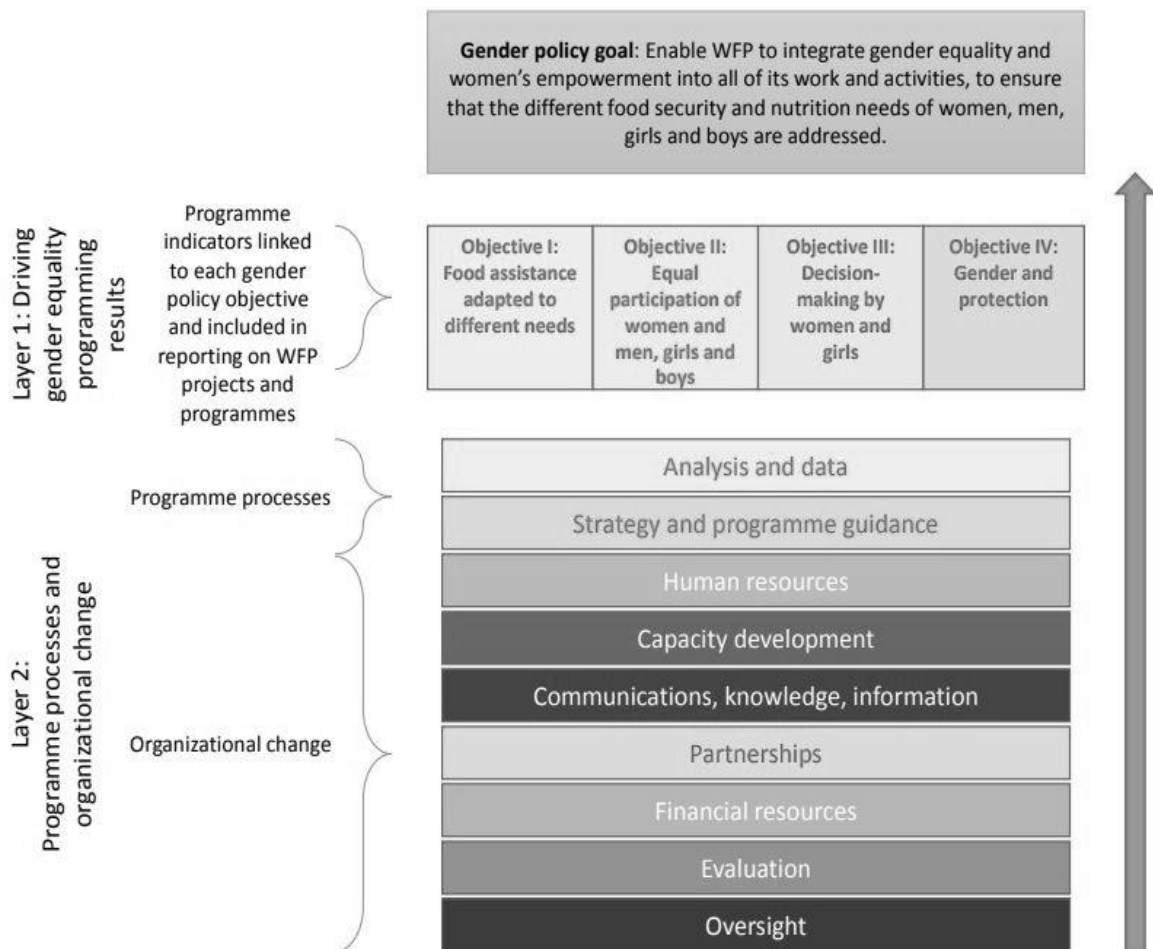 Gender policy goal: Enable WFP to integrate gender equality and
women's empowerment into all of its work and activities, to ensure
that the different food security and nutrition needs of women, men,
girls and boys are addressed.
Layer 1: Driving
gender equality
programming
results
Programme
indicators linked
to each gender
policy objective
and included in
reporting on WFP
projects and
programmes
Objective I:
Food assistance
adapted to
different needs
Objective II:
Equal
participation of
women and
men, girls and
boys
Objective III:
Decision-
making by
women and
girls
Objective IV:
Gender and
protection
Layer 2:
Programme processes and
organizational change
Programme processes
Analysis and data
Strategy and programme guidance
Organizational change
Human resources
Capacity development
Communications, knowledge, information
Partnerships
Financial resources
Evaluation
Oversight